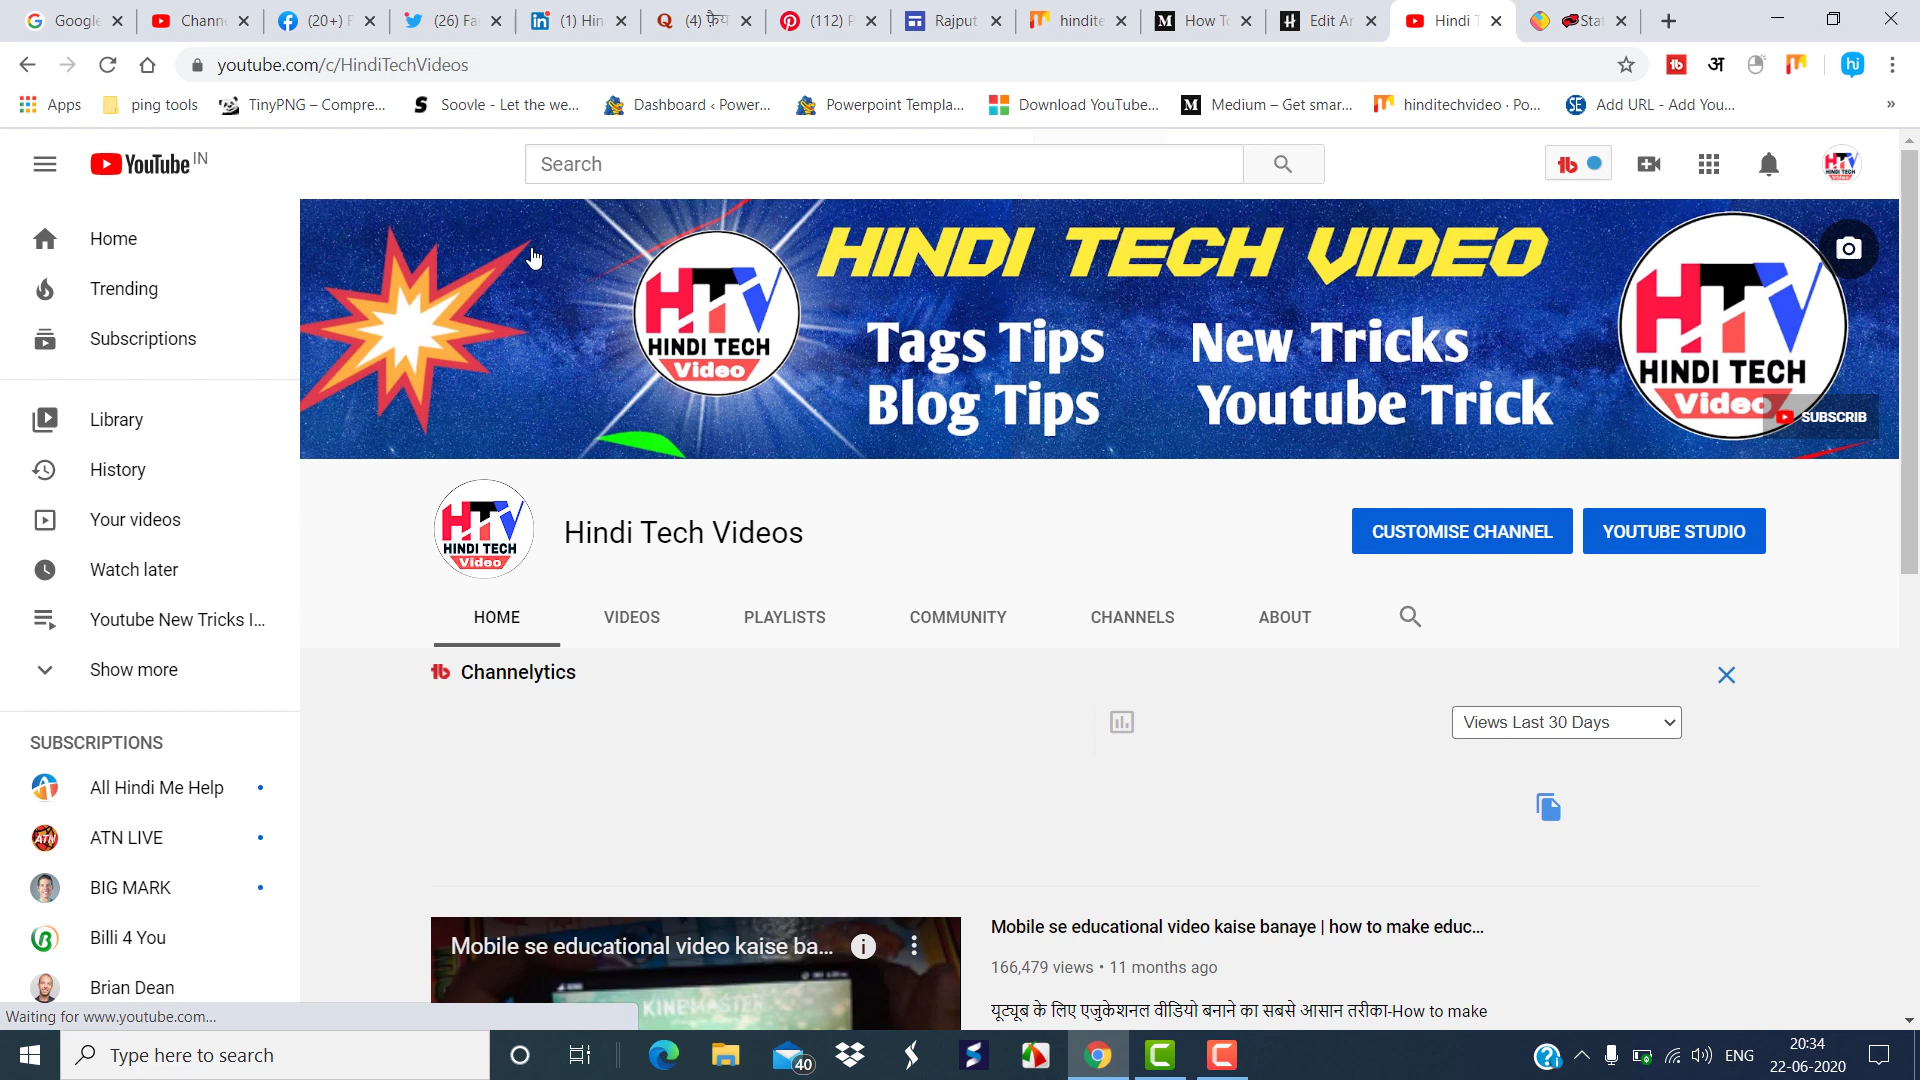 Google
Chann
(20+) F
(26) Fa
(1) Hin
(4) फ़ैय
(112) P
Rajput
hindite
How To
Edit Ar
Hindi T
Stat
youtube.com/c/HindiTechVideos
Apps
ping tools
TinyPNG – Compre...
Soovle - Let the we...
Dashboard ‹ Power...
Powerpoint Templa...
Download YouTube...
Medium – Get smar...
hinditechvideo · Po...
Add URL - Add You...
»
YouTube IN
Search
Home
Trending
Subscriptions
Library
History
Your videos
Watch later
Youtube New Tricks I...
Show more
SUBSCRIPTIONS
All Hindi Me Help
ATN LIVE
BIG MARK
Billi 4 You
Brian Dean
HINDI TECH VIDEO
HTV
HINDI TECH
Video
Tags Tips
New Tricks
Blog Tips
Youtube Trick
HTV
HINDI TECH
Video
SUBSCRIB
HTV
HINDI TECH
Video
Hindi Tech Videos
CUSTOMISE CHANNEL
YOUTUBE STUDIO
HOME
VIDEOS
PLAYLISTS
COMMUNITY
CHANNELS
ABOUT
Channelytics
Views Last 30 Days
Mobile se educational video kaise ba...
KINEMASTER
Mobile se educational video kaise banaye | how to make educ...
166,479 views • 11 months ago
यूट्यूब के लिए एजुकेशनल वीडियो बनाने का सबसे आसान तरीका-How to make
Waiting for www.youtube.com...
Type here to search
40
ENG
20:34
22-06-2020